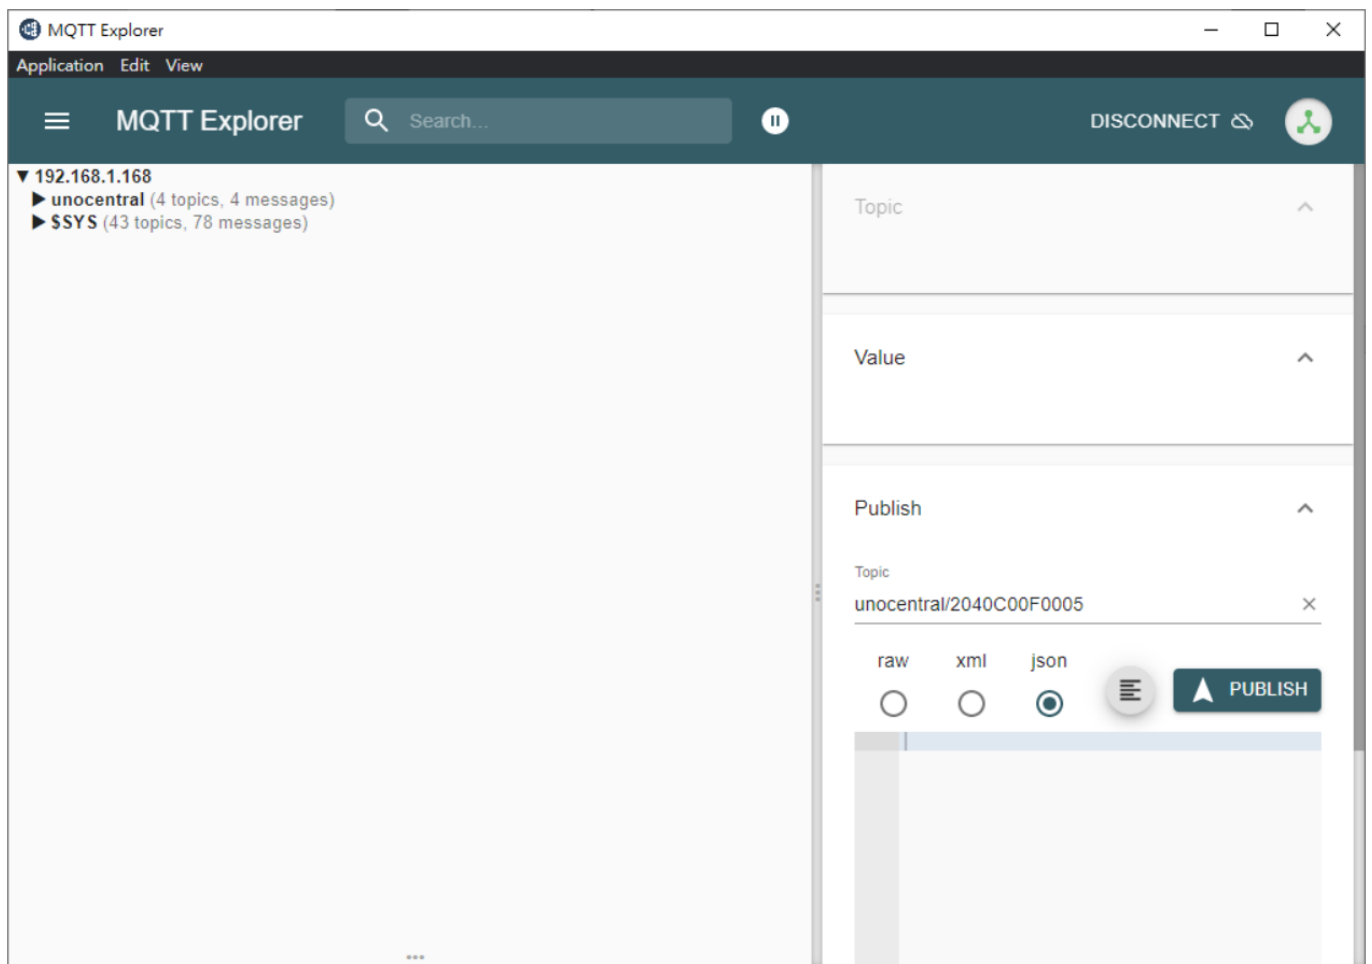 MQTT Explorer
Application Edit View
MQTT Explorer Search... DISCONNECT
▼ 192.168.1.168
▶ unocentral (4 topics, 4 messages)
▶ $SYS (43 topics, 78 messages)
Topic
Value
Publish
Topic
unocentral/2040C00F0005
raw xml json
PUBLISH